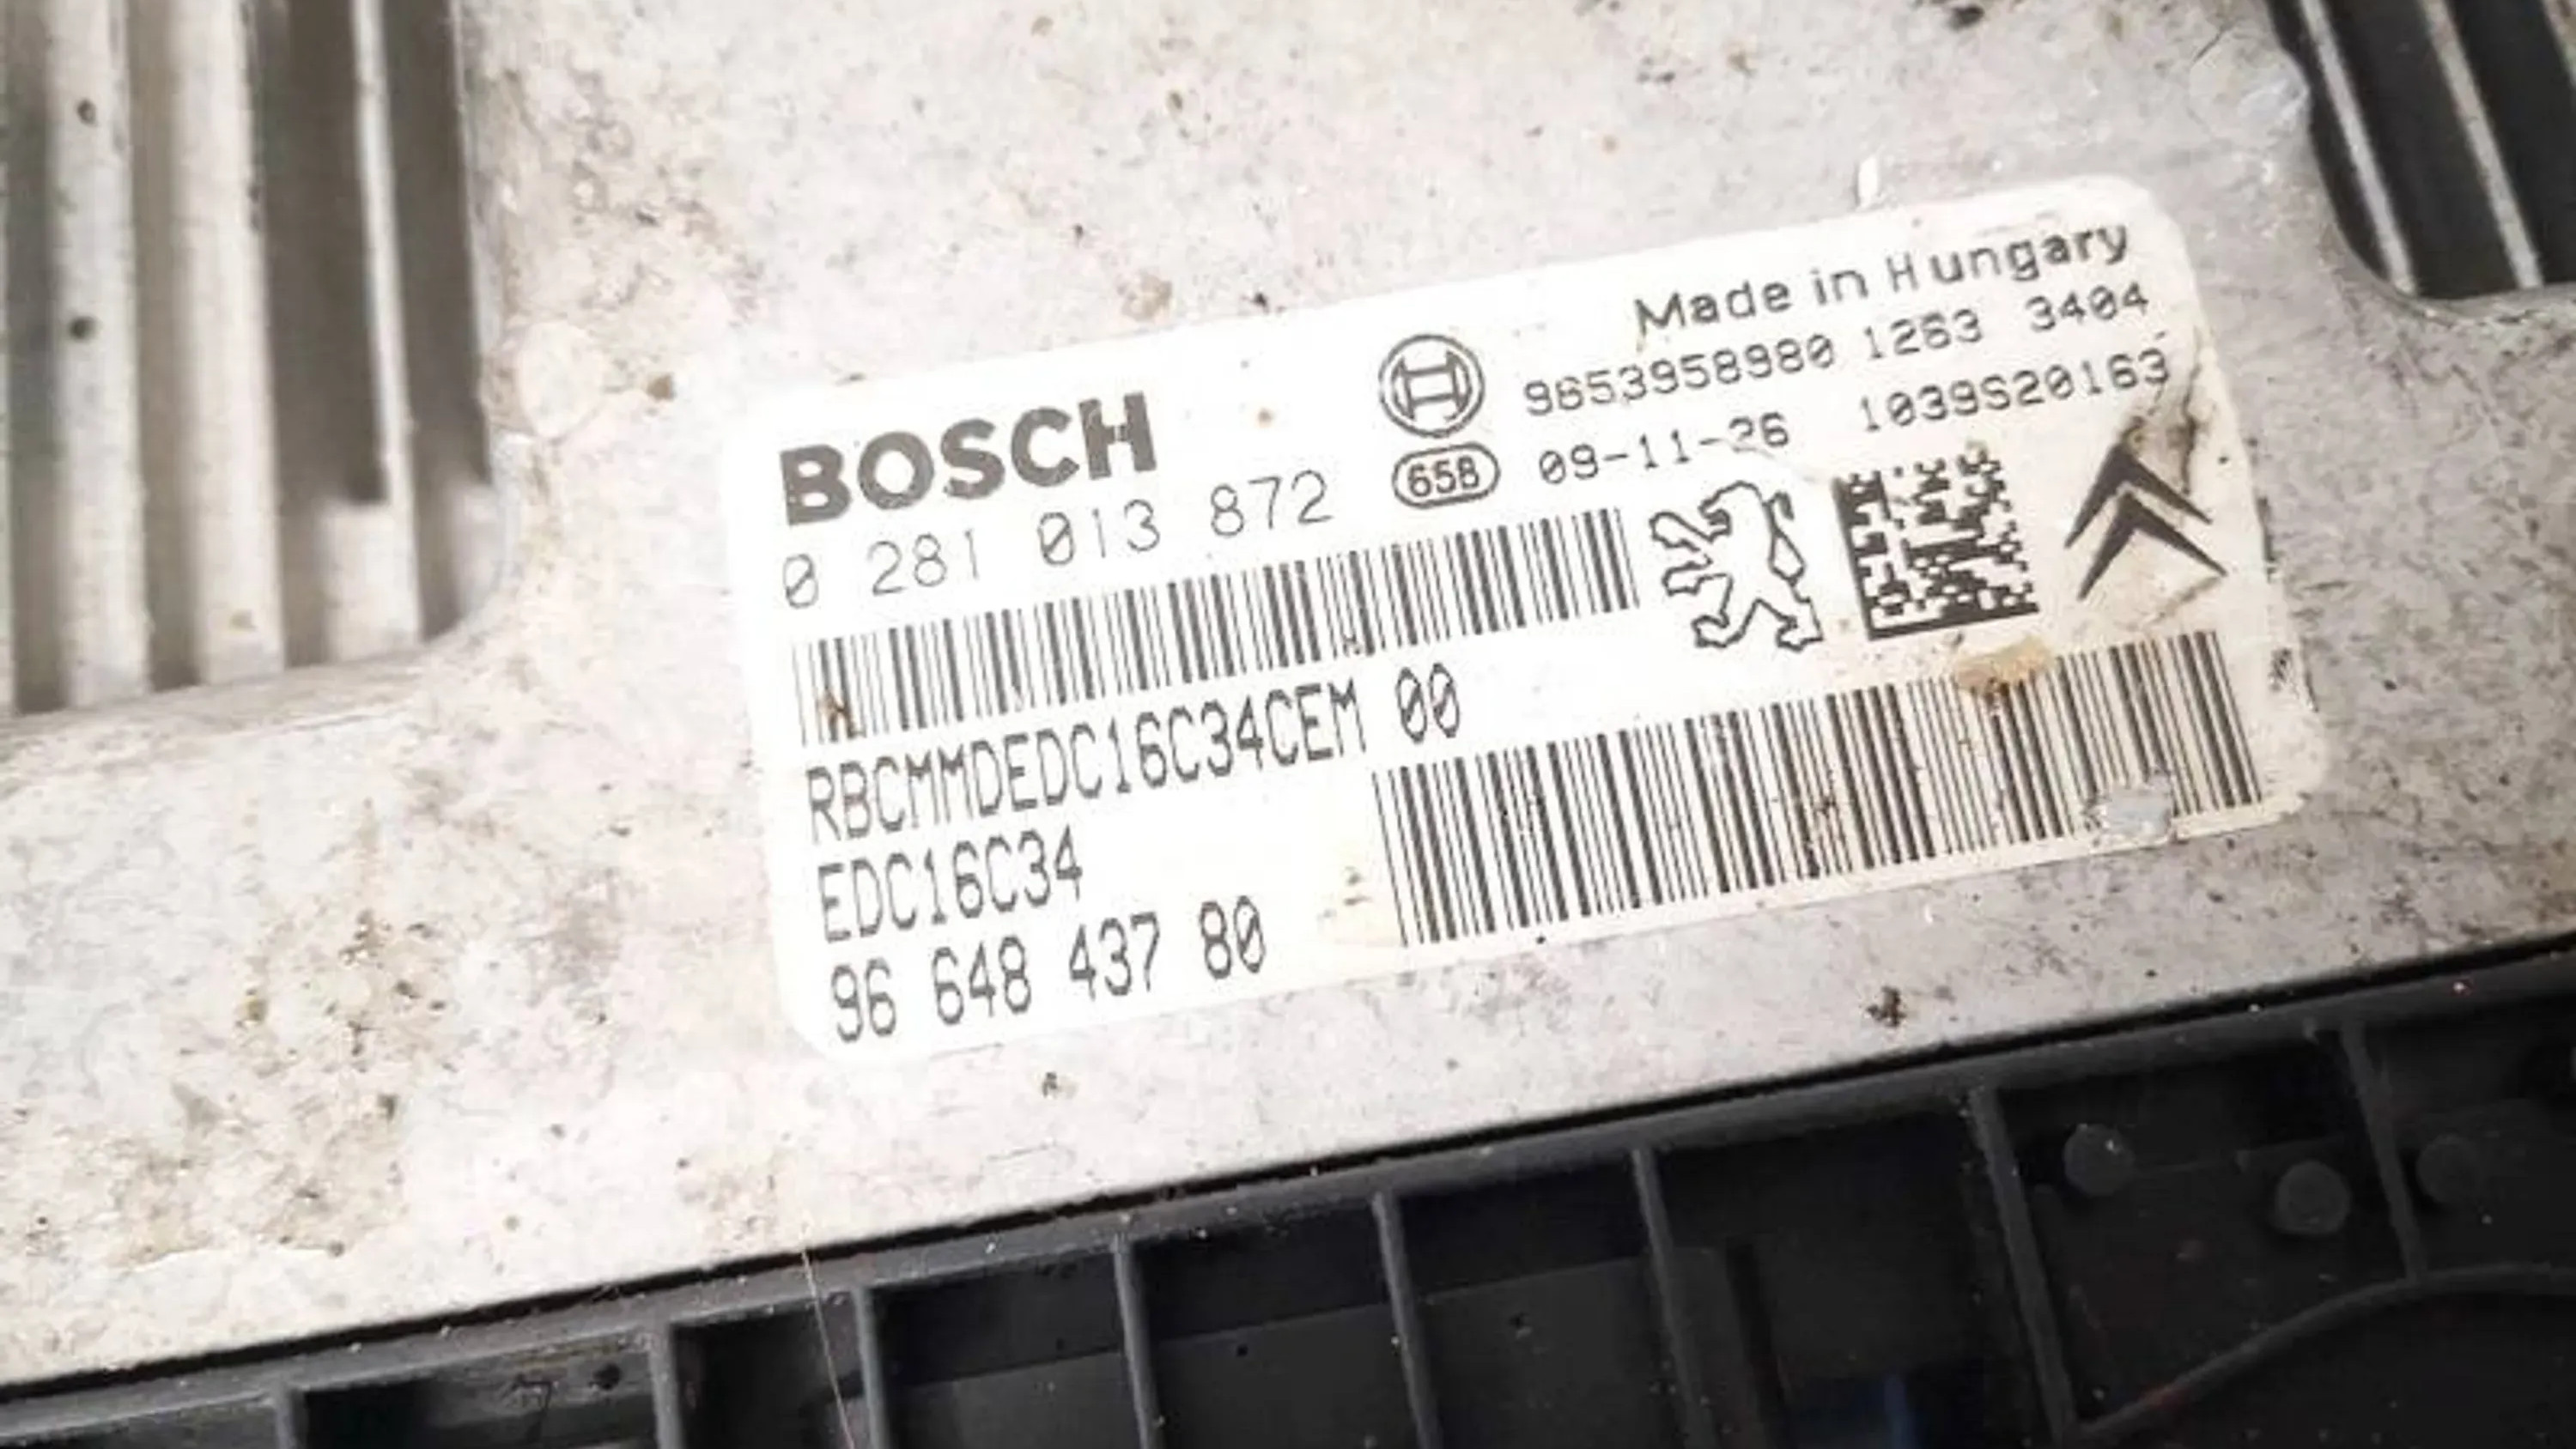 Made in Hungary
9653958980 1263 3404
BOSCH
658 09-11-26 1039S20163
0 281 013 872
RBCMMDEDC16C34CEM 00
EDC16C34
96 648 437 80